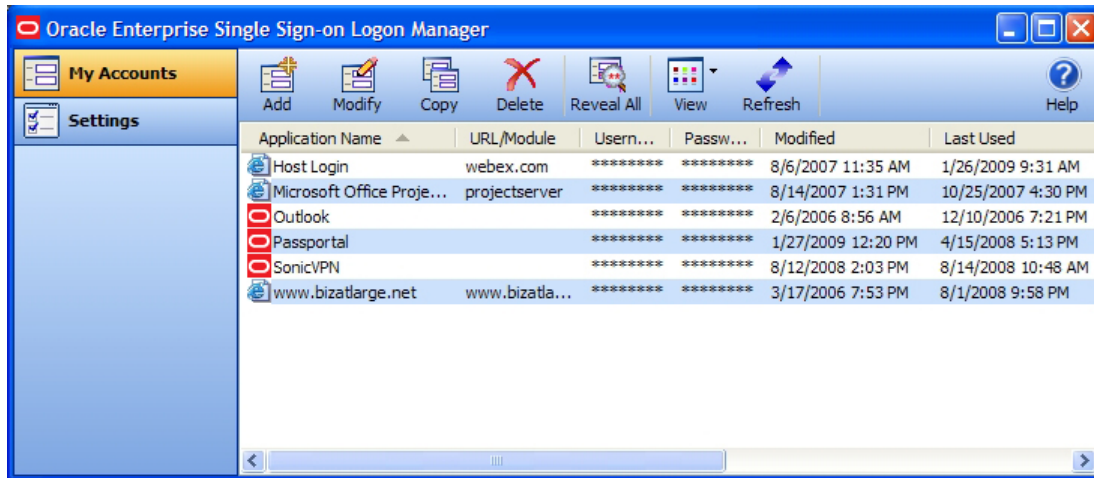 Oracle Enterprise Single Sign-on Logon Manager
My Accounts
Settings
Add Modify Copy Delete Reveal All View Refresh Help
Application Name URL/Module Usern... Passw... Modified Last Used
Host Login webex.com ******** ******** 8/6/2007 11:35 AM 1/26/2009 9:31 AM
Microsoft Office Proje... projectserver ******** ******** 8/14/2007 1:31 PM 10/25/2007 4:30 PM
Outlook ******** ******** 2/6/2006 8:56 AM 12/10/2006 7:21 PM
Passportal ******** ******** 1/27/2009 12:20 PM 4/15/2008 5:13 PM
SonicVPN ******** ******** 8/12/2008 2:03 PM 8/14/2008 10:48 AM
www.bizatlarge.net www.bizatla... ******** ******** 3/17/2006 7:53 PM 8/1/2008 9:58 PM